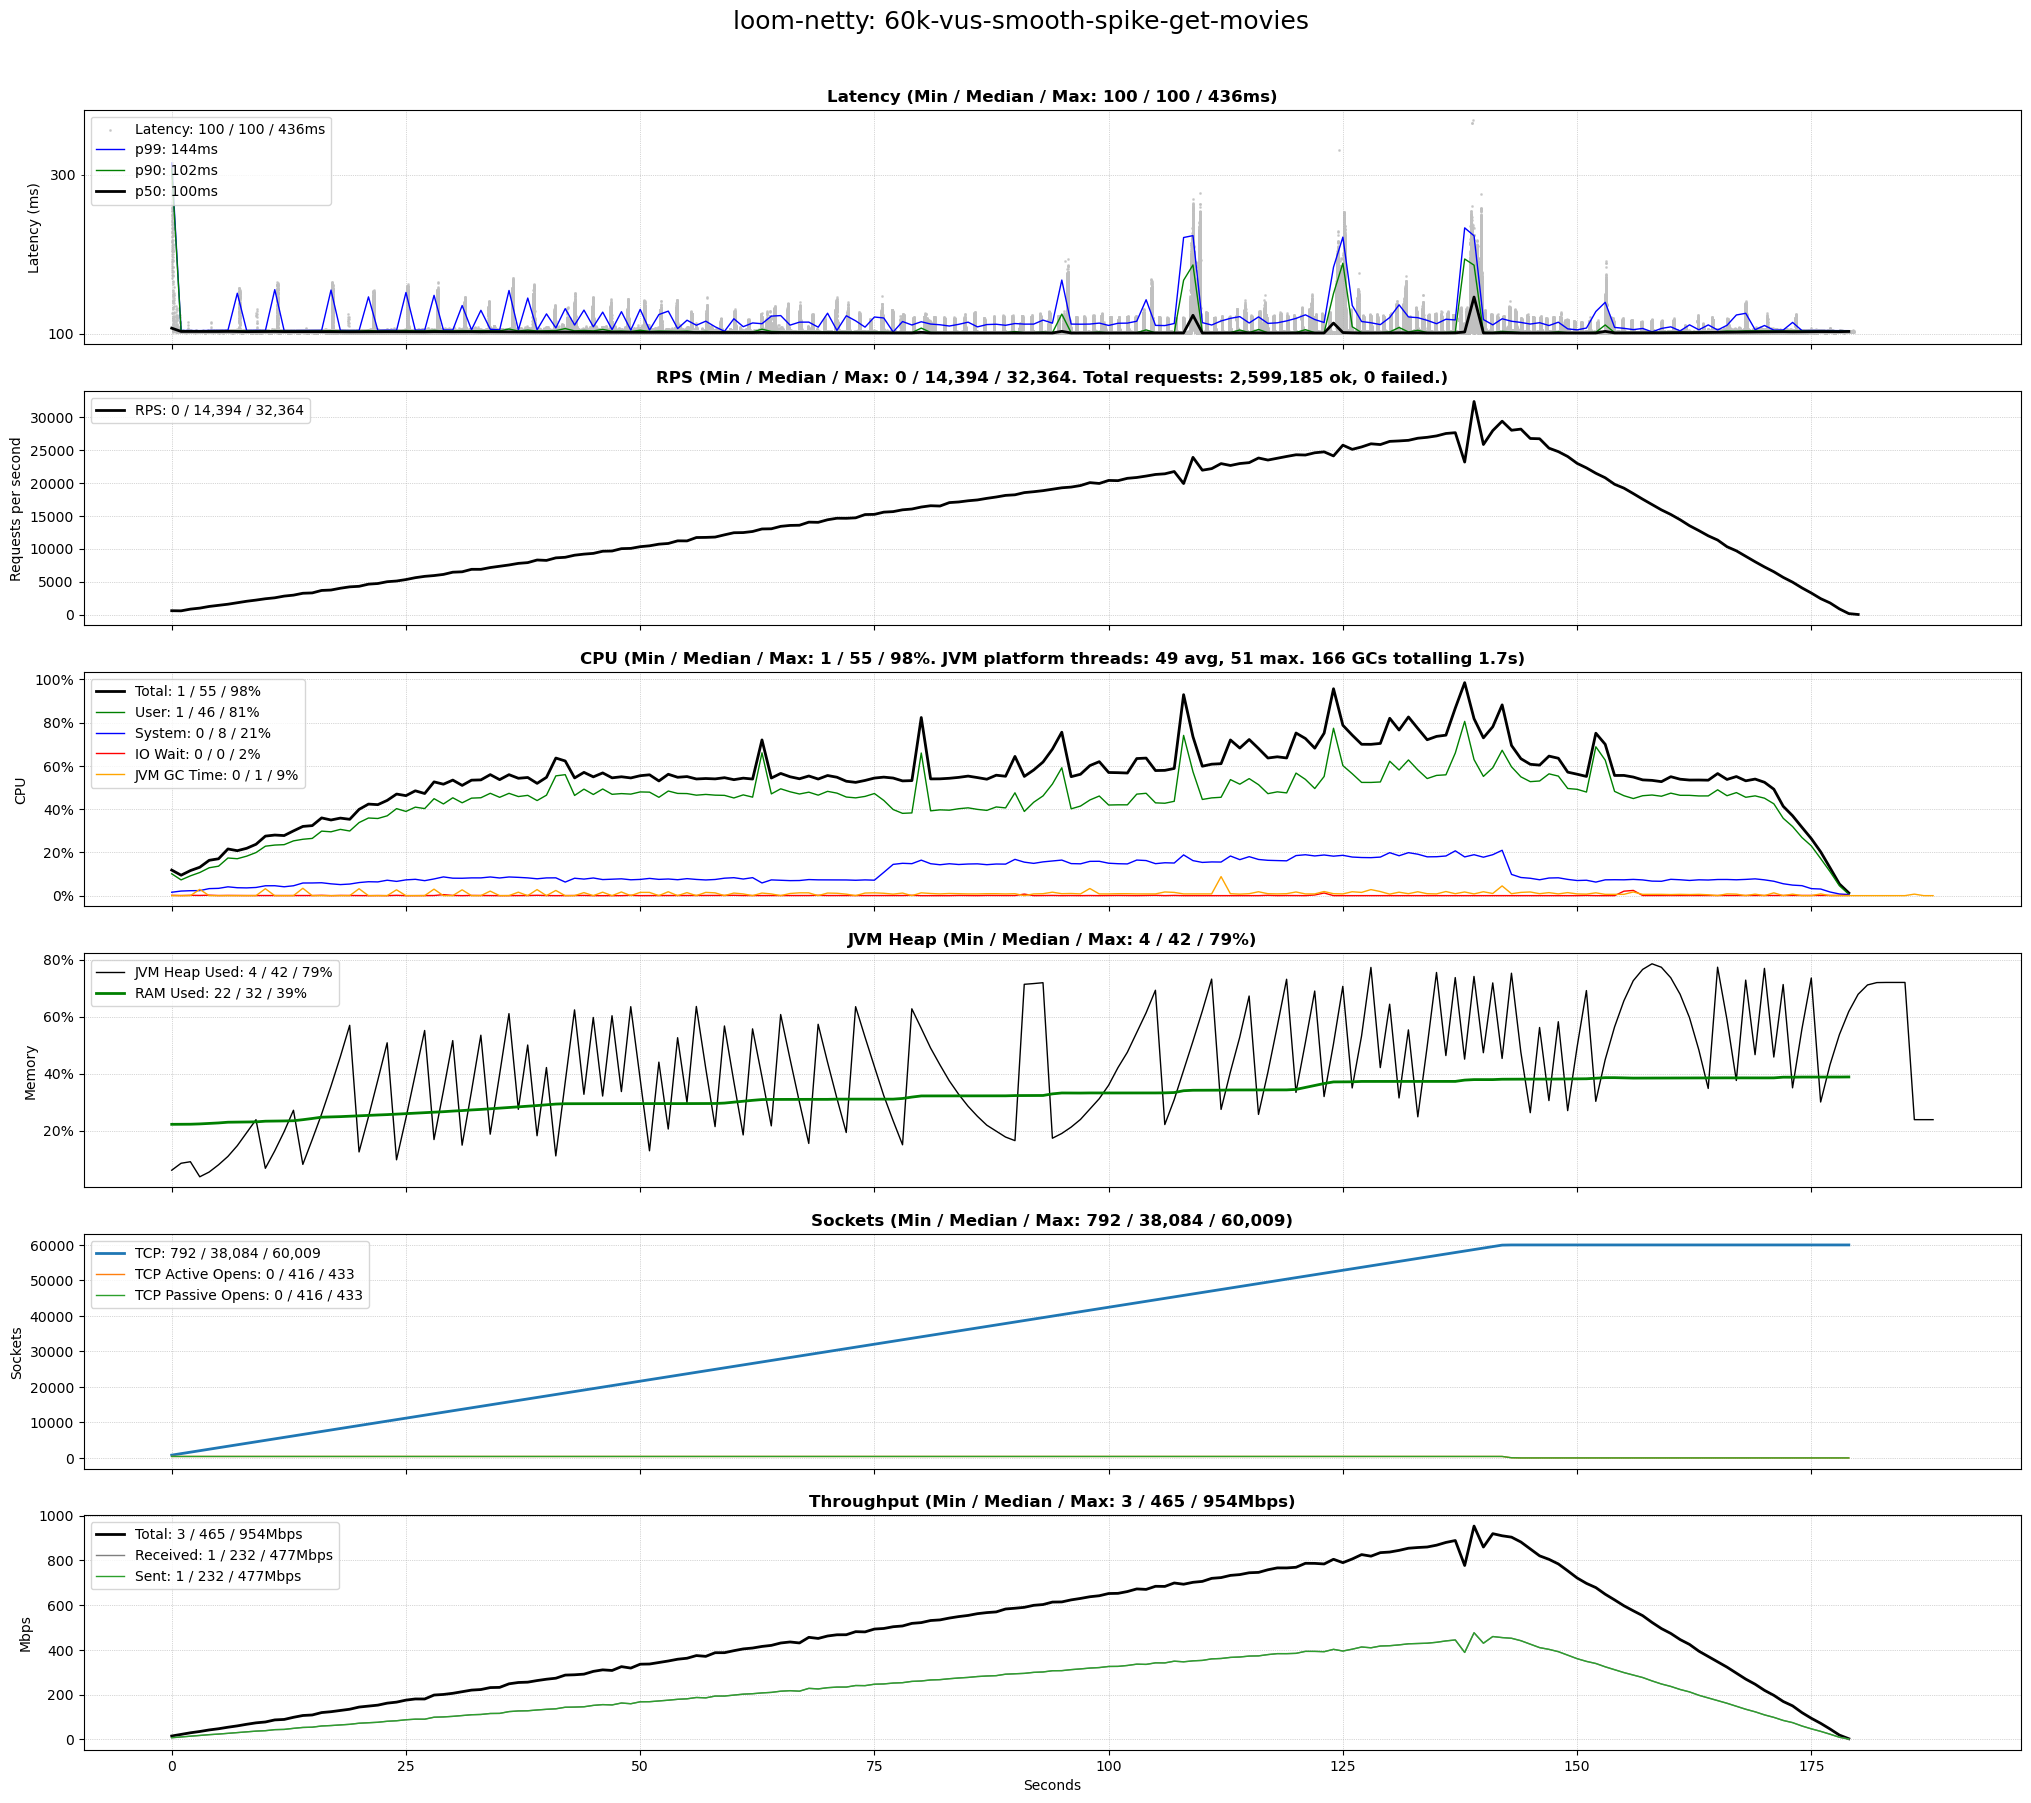 loom-netty: 60k-vus-smooth-spike-get-movies
Latency (Min / Median / Max: 100 / 100 / 436ms)
Latency: 100 / 100 / 436ms
p99: 144ms
p90: 102ms
p50: 100ms
300
100
Latency (ms)
RPS (Min / Median / Max: 0 / 14,394 / 32,364. Total requests: 2,599,185 ok, 0 failed.)
RPS: 0 / 14,394 / 32,364
30000
25000
20000
15000
10000
5000
0
Requests per second
CPU (Min / Median / Max: 1 / 55 / 98%. JVM platform threads: 49 avg, 51 max. 166 GCs totalling 1.7s)
Total: 1 / 55 / 98%
User: 1 / 46 / 81%
System: 0 / 8 / 21%
IO Wait: 0 / 0 / 2%
JVM GC Time: 0 / 1 / 9%
100%
80%
60%
40%
20%
0%
CPU
JVM Heap (Min / Median / Max: 4 / 42 / 79%)
JVM Heap Used: 4 / 42 / 79%
RAM Used: 22 / 32 / 39%
80%
60%
40%
20%
Memory
Sockets (Min / Median / Max: 792 / 38,084 / 60,009)
TCP: 792 / 38,084 / 60,009
TCP Active Opens: 0 / 416 / 433
TCP Passive Opens: 0 / 416 / 433
60000
50000
40000
30000
20000
10000
0
Sockets
Throughput (Min / Median / Max: 3 / 465 / 954Mbps)
Total: 3 / 465 / 954Mbps
Received: 1 / 232 / 477Mbps
Sent: 1 / 232 / 477Mbps
1000
800
600
400
200
0
Mbps
0 25 50 75 100 125 150 175
Seconds